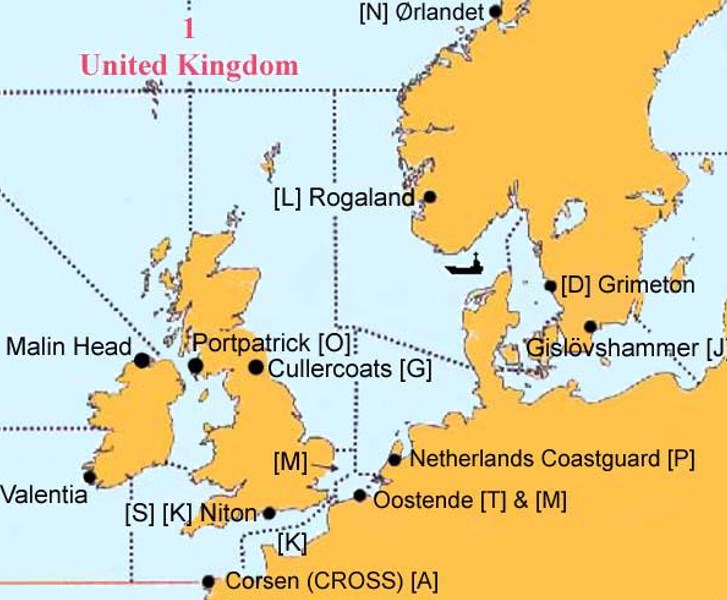 [N] Ørlandet
1
United Kingdom
[L] Rogaland
[D] Grimeton
Malin Head
Portpatrick [O]
Gislövshammer [J
Cullercoats [G]
[M]
Netherlands Coastguard [P]
Valentia
Oostende [T] & [M]
[S] [K] Niton
[K]
Corsen (CROSS) [A]